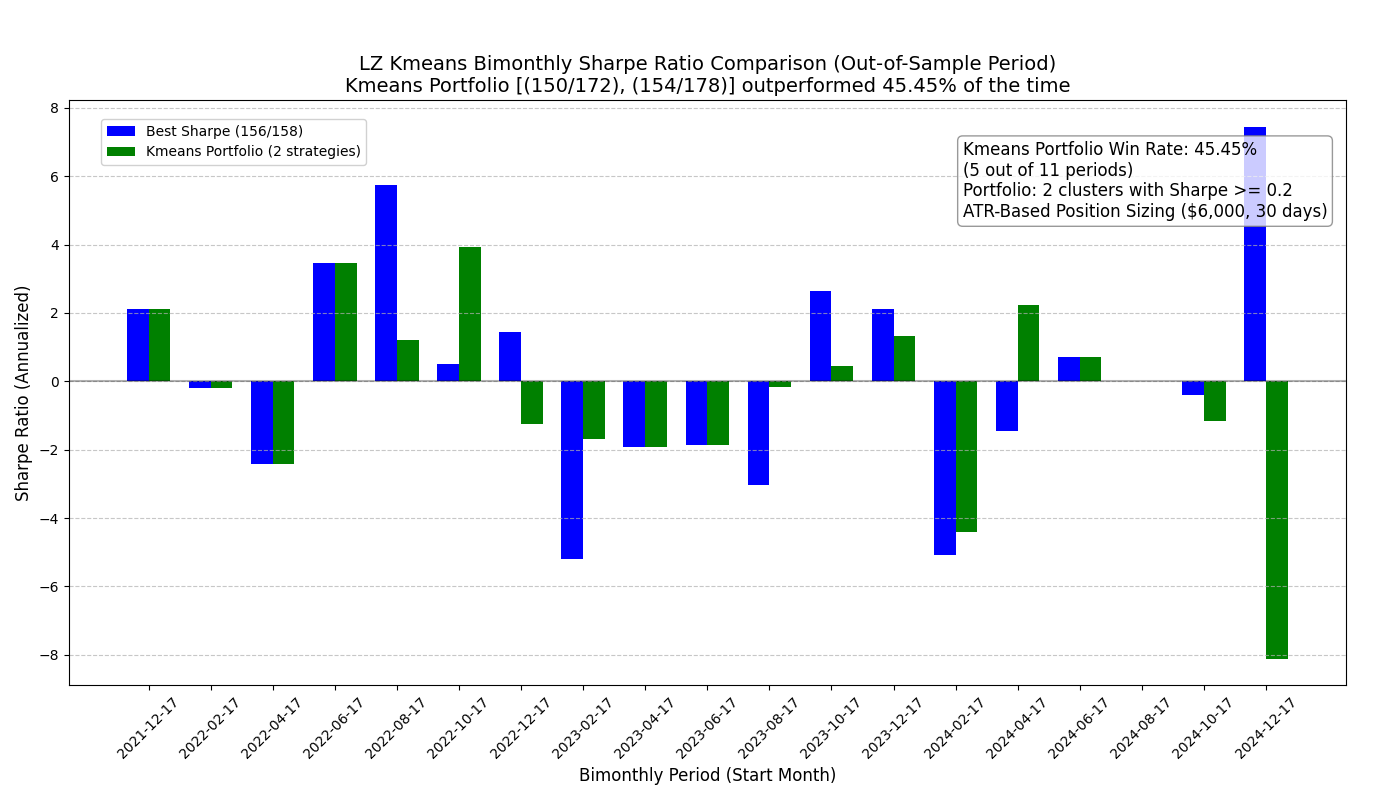 LZ Kmeans Bimonthly Sharpe Ratio Comparison (Out-of-Sample Period)
Kmeans Portfolio [(150/172), (154/178)] outperformed 45.45% of the time
Best Sharpe (156/158)
Kmeans Portfolio (2 strategies)
Kmeans Portfolio Win Rate: 45.45%
(5 out of 11 periods)
Portfolio: 2 clusters with Sharpe >= 0.2
ATR-Based Position Sizing ($6,000, 30 days)
Sharpe Ratio (Annualized)
8
6
4
2
0
−2
−4
−6
−8
2021-12-17
2022-02-17
2022-04-17
2022-06-17
2022-08-17
2022-10-17
2022-12-17
2023-02-17
2023-04-17
2023-06-17
2023-08-17
2023-10-17
2023-12-17
2024-02-17
2024-04-17
2024-06-17
2024-08-17
2024-10-17
2024-12-17
Bimonthly Period (Start Month)